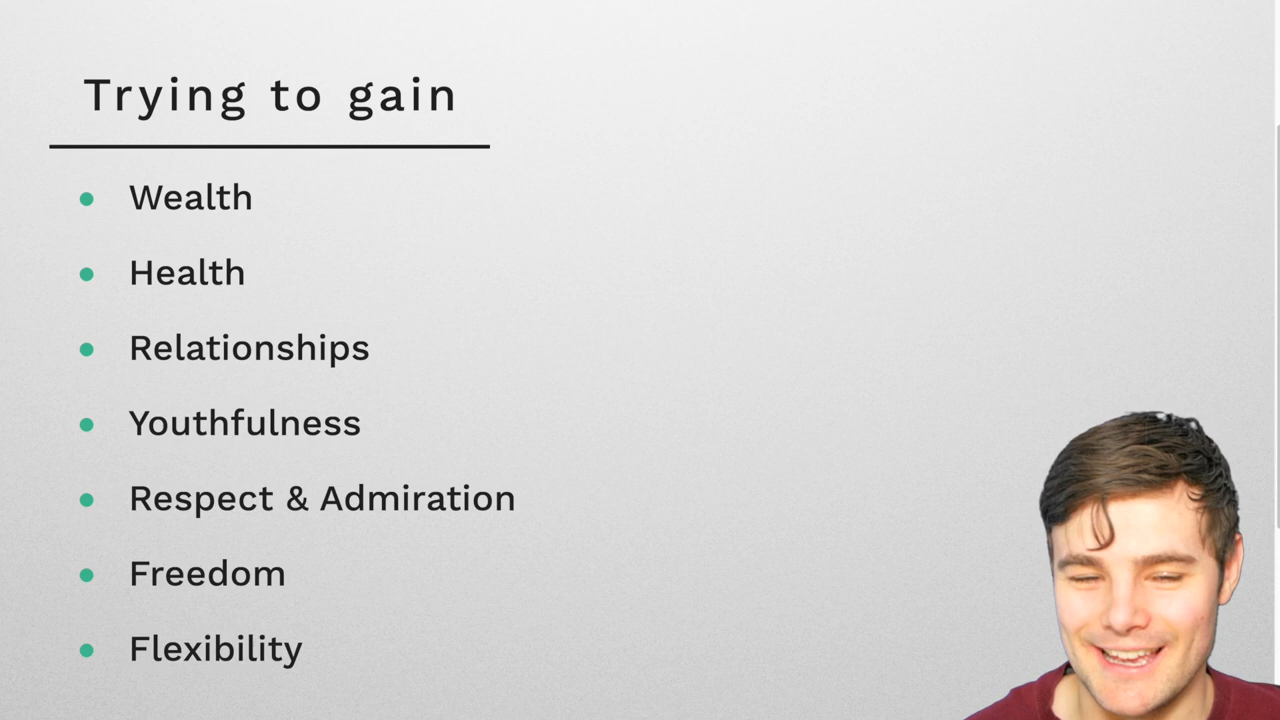 Trying to gain
Wealth
Health
Relationships
Youthfulness
Respect & Admiration
Freedom
Flexibility